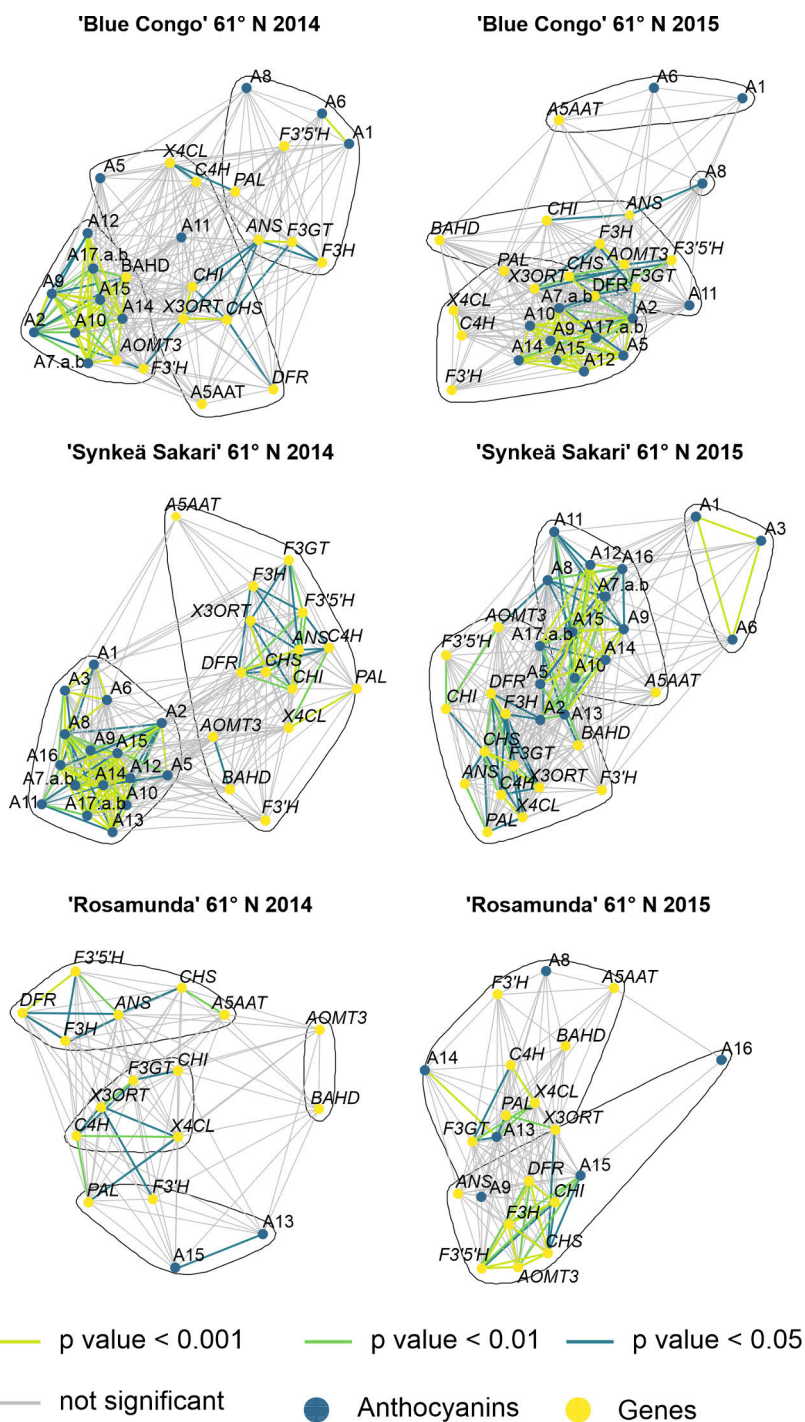 'Blue Congo' 61° N 2014
'Blue Congo' 61° N 2015
A8
A6
A1
F3'5'H
X4CL
A5
C4H
PAL
A12
A11
ANS
F3GT
F3H
A17.a.b
BAHD
A9
A15
CHI
A2
A10
A14
X3ORT
CHS
AOMT3
A7.a.b
F3'H
A5AAT
DFR
A6
A1
A5AAT
A8
CHI
ANS
BAHD
F3H
PAL
CHS
AOMT3
F3'5'H
X3ORT
F3GT
A7.a.b
DFR
X4CL
A10
A2
A11
C4H
A9
A17.a.b
A14
A15
A5
A12
F3'H
'Synkeä Sakari' 61° N 2014
'Synkeä Sakari' 61° N 2015
A5AAT
F3GT
F3H
X3ORT
F3'5'H
ANS
C4H
DFR
CHS
CHI
PAL
A1
A3
A6
A8
A2
A9
A15
A16
A7.a.b
A14
A12
A5
A11
A17.a.b
A10
A13
AOMT3
X4CL
BAHD
F3'H
A11
A1
A3
A12
A16
A8
A7.a.b
AOMT3
A15
A9
A6
F3'5'H
A17.a.b
A14
A5
A10
A5AAT
CHI
DFR
F3H
A2
A13
CHS
BAHD
F3GT
ANS
C4H
X3ORT
F3'H
PAL
X4CL
'Rosamunda' 61° N 2014
'Rosamunda' 61° N 2015
F3'5'H
CHS
DFR
ANS
A5AAT
F3H
AOMT3
F3GT
CHI
X3ORT
BAHD
C4H
X4CL
PAL
F3'H
A13
A15
A8
F3'H
A5AAT
BAHD
A14
C4H
A16
PAL
X4CL
X3ORT
F3GT
A13
DFR
A15
ANS
A9
CHI
F3H
CHS
F3'5'H
AOMT3
p value < 0.001
p value < 0.01
p value < 0.05
not significant
Anthocyanins
Genes